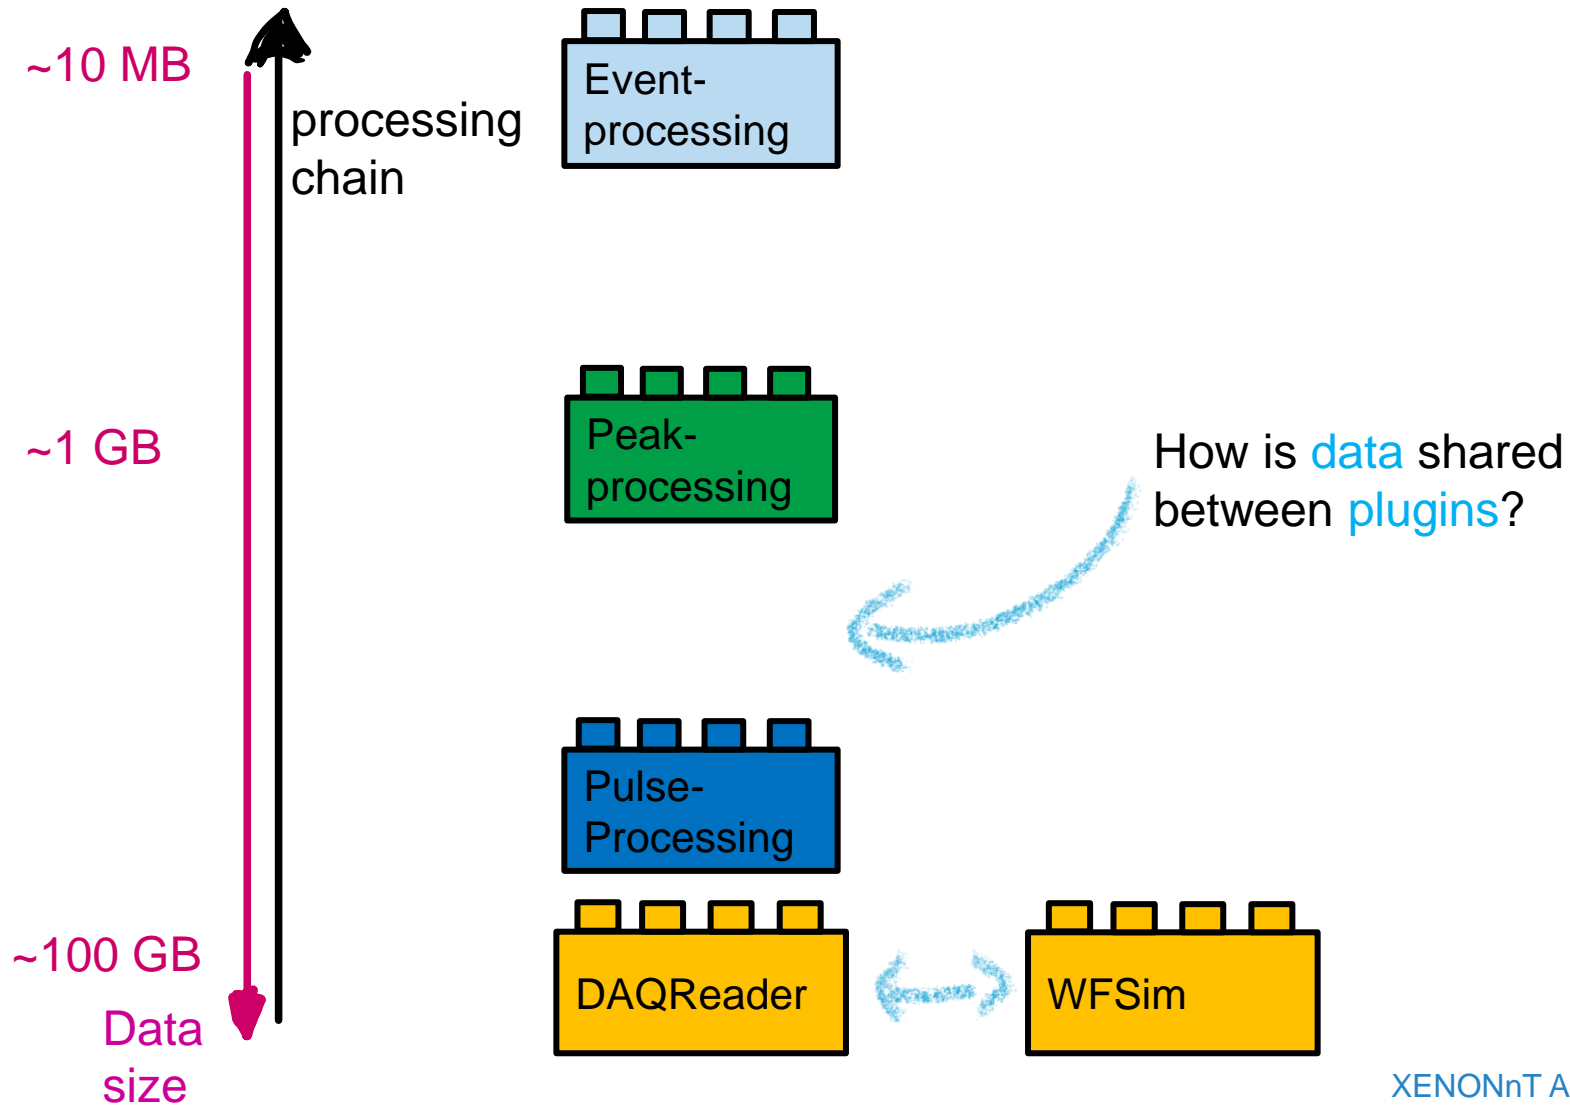 ~10 MB
processing
chain
Event-
processing
~1 GB
Peak-
processing
How is data shared
between plugins?
Pulse-
Processing
~100 GB
Data
size
DAQReader
WFSim
XENONnT A